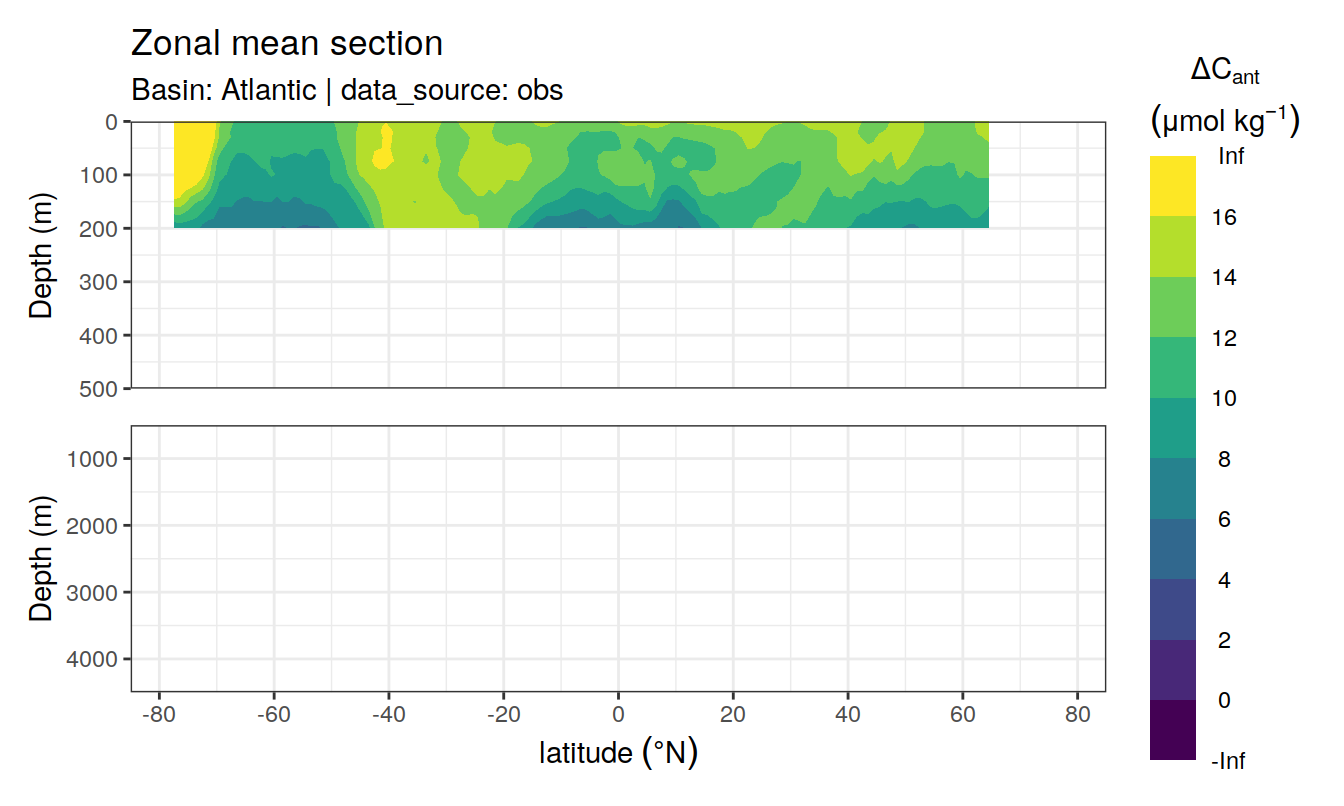 Zonal mean section
Basin: Atlantic | data_source: obs
ΔCant
(μmol kg⁻¹)
Inf
16
14
12
10
8
6
4
2
0
-Inf
Depth (m)
0
100
200
300
400
500
Depth (m)
1000
2000
3000
4000
-80 -60 -40 -20 0 20 40 60 80
latitude (°N)